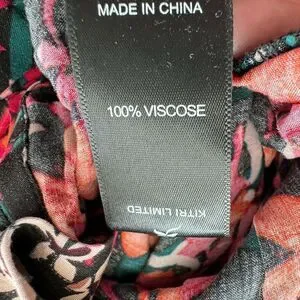 MADE IN CHINA
100% VISCOSE
KITRI LIMITED